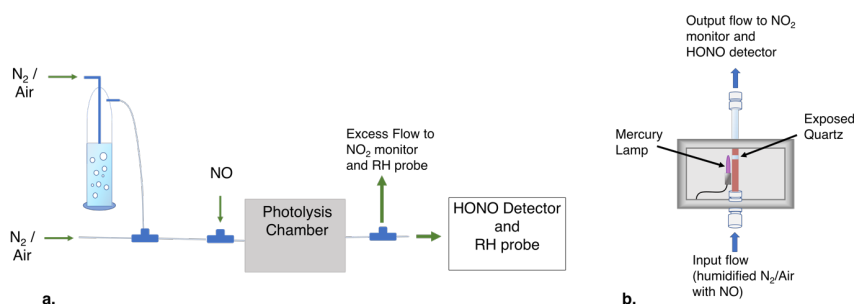 N₂ /
Air
N₂ /
Air
NO
Photolysis
Chamber
Excess Flow to
NO₂ monitor
and RH probe
HONO Detector
and
RH probe
a.
Output flow to NO₂
monitor and
HONO detector
Mercury
Lamp
Exposed
Quartz
Input flow
(humidified N₂/Air
with NO)
b.